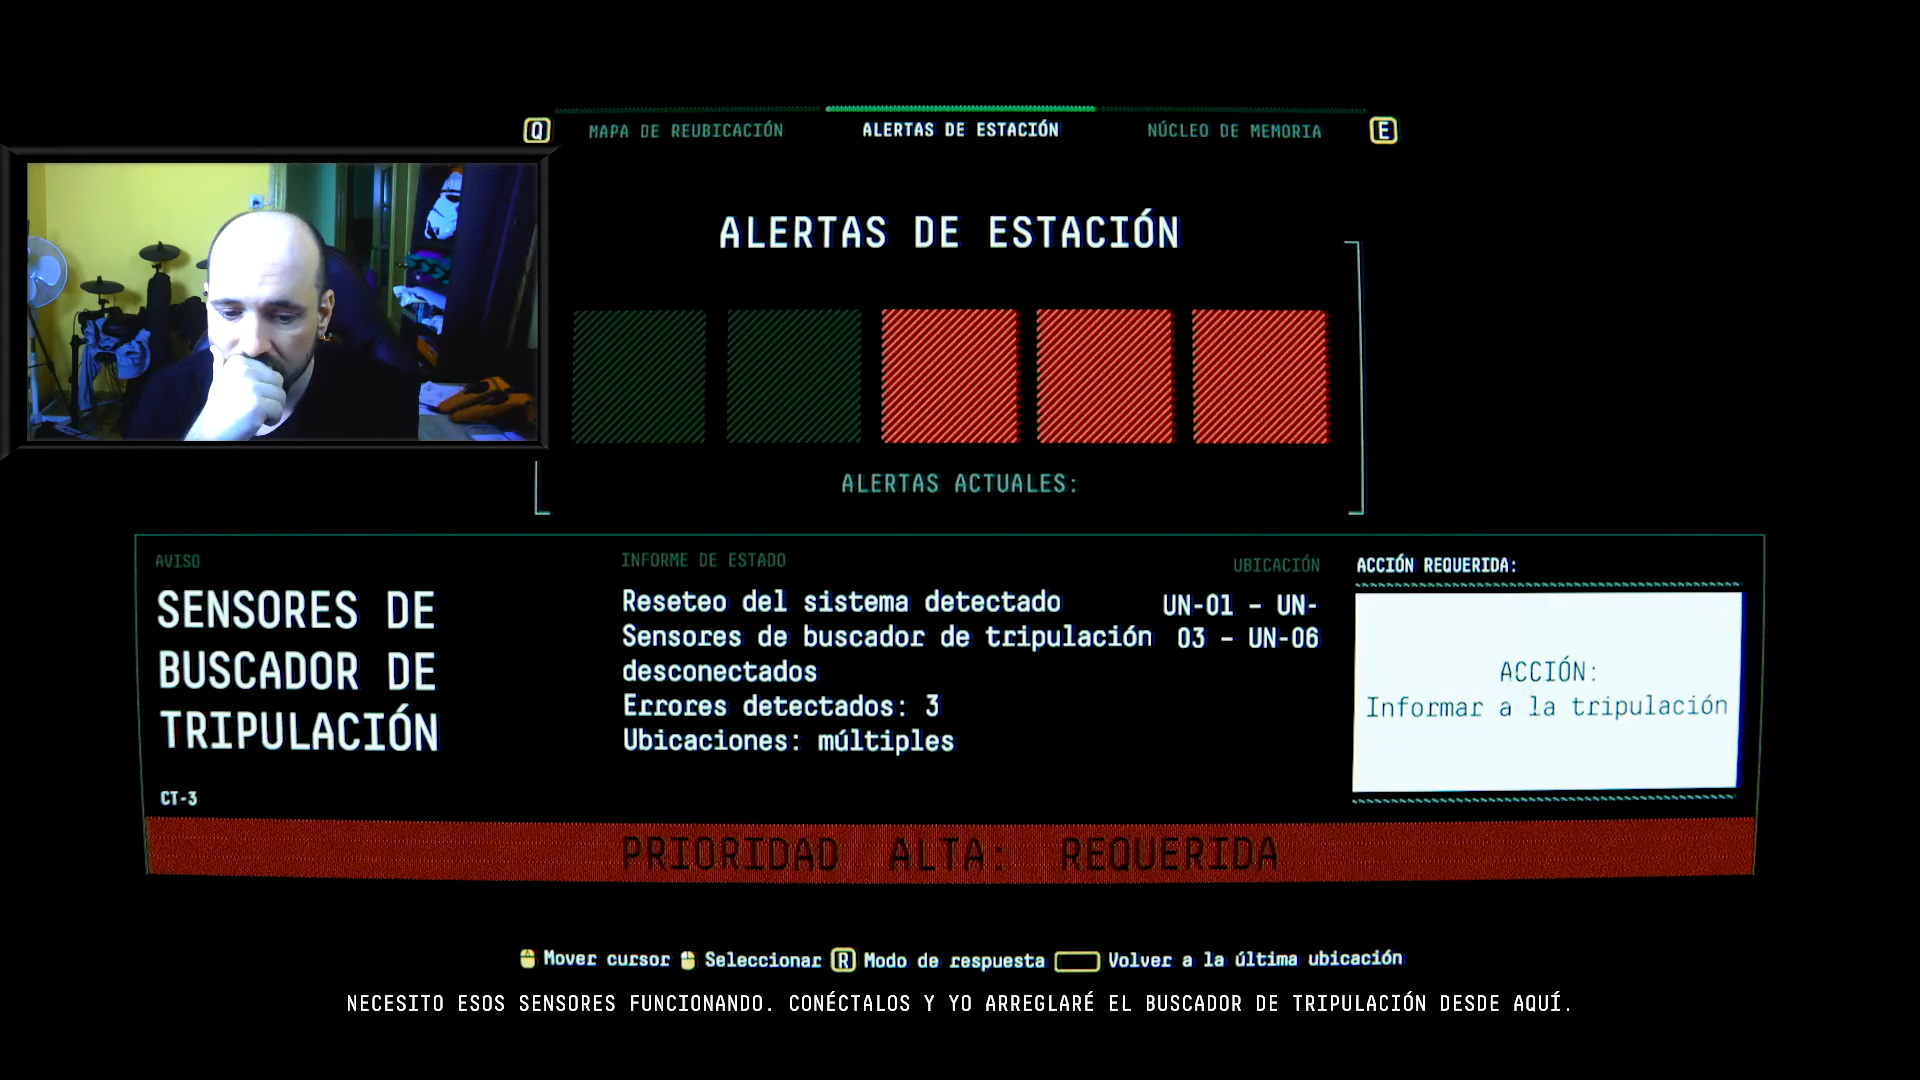 Q
MAPA DE REUBICACIÓN
ALERTAS DE ESTACIÓN
NÚCLEO DE MEMORIA
E
ALERTAS DE ESTACIÓN
ALERTAS ACTUALES:
AVISO
SENSORES DE
BUSCADOR DE
TRIPULACIÓN
CT-3
INFORME DE ESTADO
Reseteo del sistema detectado
Sensores de buscador de tripulación
desconectados
Errores detectados: 3
Ubicaciones: múltiples
UBICACIÓN
UN-01 – UN-
03 – UN-06
ACCIÓN REQUERIDA:
ACCIÓN:
Informar a la tripulación
PRIORIDAD ALTA: REQUERIDA
Mover cursor Seleccionar R Modo de respuesta Volver a la última ubicación
NECESITO ESOS SENSORES FUNCIONANDO. CONÉCTALOS Y YO ARREGLARÉ EL BUSCADOR DE TRIPULACIÓN DESDE AQUÍ.